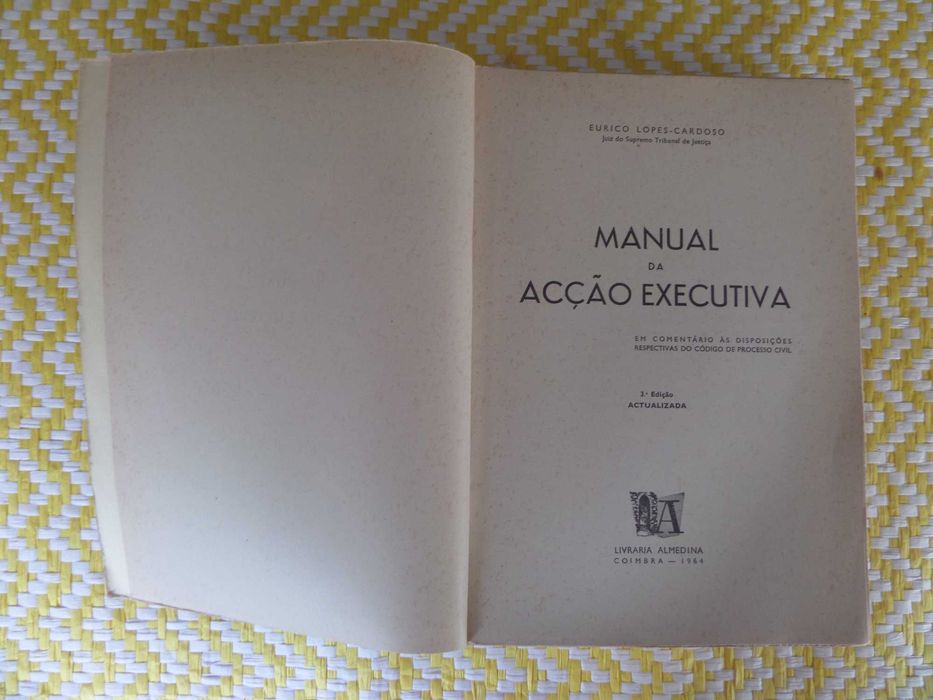 EURICO LOPES-CARDOSO
Juiz do Supremo Tribunal de Justiça
MANUAL
DA
ACÇÃO EXECUTIVA
EM COMENTÁRIO ÀS DISPOSIÇÕES
RESPECTIVAS DO CÓDIGO DE PROCESSO CIVIL
3.ª Edição
ACTUALIZADA
A
LIVRARIA ALMEDINA
COIMBRA — 1964